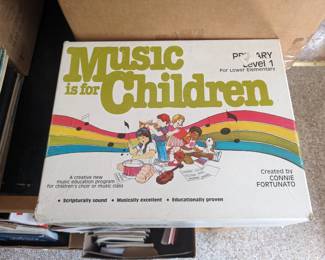 Music
is for Children
PRIMARY
Level 1
For Lower Elementary
A creative new
music education program
for children's choir or music class
Created by
CONNIE
FORTUNATO
• Scripturally sound • Musically excellent • Educationally proven